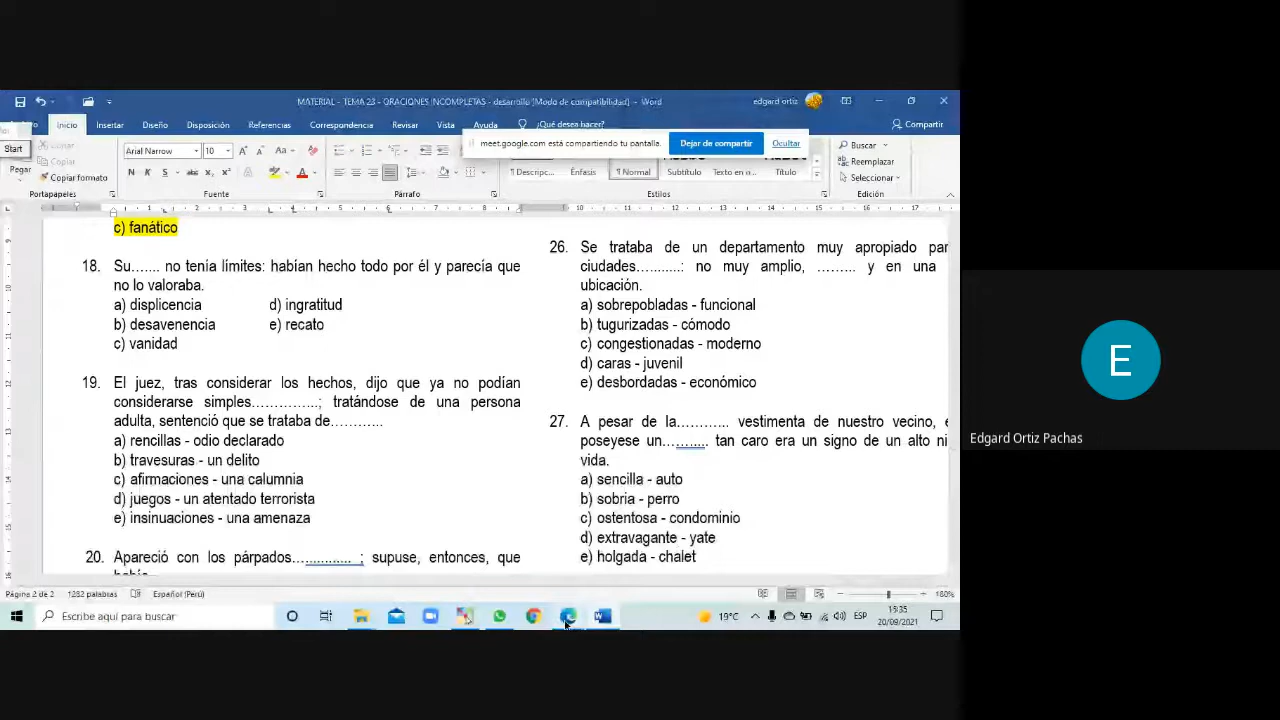 MATERIAL - TEMA 23 - ORACIONES INCOMPLETAS - desarrollo [Modo de compatibilidad] - Word
edgard ortiz
Inicio
Insertar
Diseño
Disposición
Referencias
Correspondencia
Revisar
Vista
Ayuda
¿Qué desea hacer?
Compartir
Start
Pegar
Cortar
Copiar
Copiar formato
Portapapeles
Arial Narrow
10
N K S
Fuente
Párrafo
meet.google.com está compartiendo tu pantalla.
Dejar de compartir
Ocultar
¶ Descripc...
Énfasis
¶ Normal
Subtítulo
Texto en o...
Título
Estilos
Buscar
Reemplazar
Seleccionar
Edición
c) fanático
18. Su....... no tenía límites: habían hecho todo por él y parecía que
no lo valoraba.
a) displicencia d) ingratitud
b) desavenencia e) recato
c) vanidad
19. El juez, tras considerar los hechos, dijo que ya no podían
considerarse simples……………; tratándose de una persona
adulta, sentenció que se trataba de…………
a) rencillas - odio declarado
b) travesuras - un delito
c) afirmaciones - una calumnia
d) juegos - un atentado terrorista
e) insinuaciones - una amenaza
20. Apareció con los párpados…............ ; supuse, entonces, que
26. Se trataba de un departamento muy apropiado
ciudades….......: no muy amplio, ……... y en una
ubicación.
a) sobrepobladas - funcional
b) tugurizadas - cómodo
c) congestionadas - moderno
d) caras - juvenil
e) desbordadas - económico
27. A pesar de la……….. vestimenta de nuestro vecino,
poseyese un……..... tan caro era un signo de un alto
vida.
a) sencilla - auto
b) sobria - perro
c) ostentosa - condominio
d) extravagante - yate
e) holgada - chalet
Página 2 de 2
1282 palabras
Español (Perú)
180%
Escribe aquí para buscar
19°C
ESP
19:35
20/09/2021
E
Edgard Ortiz Pachas